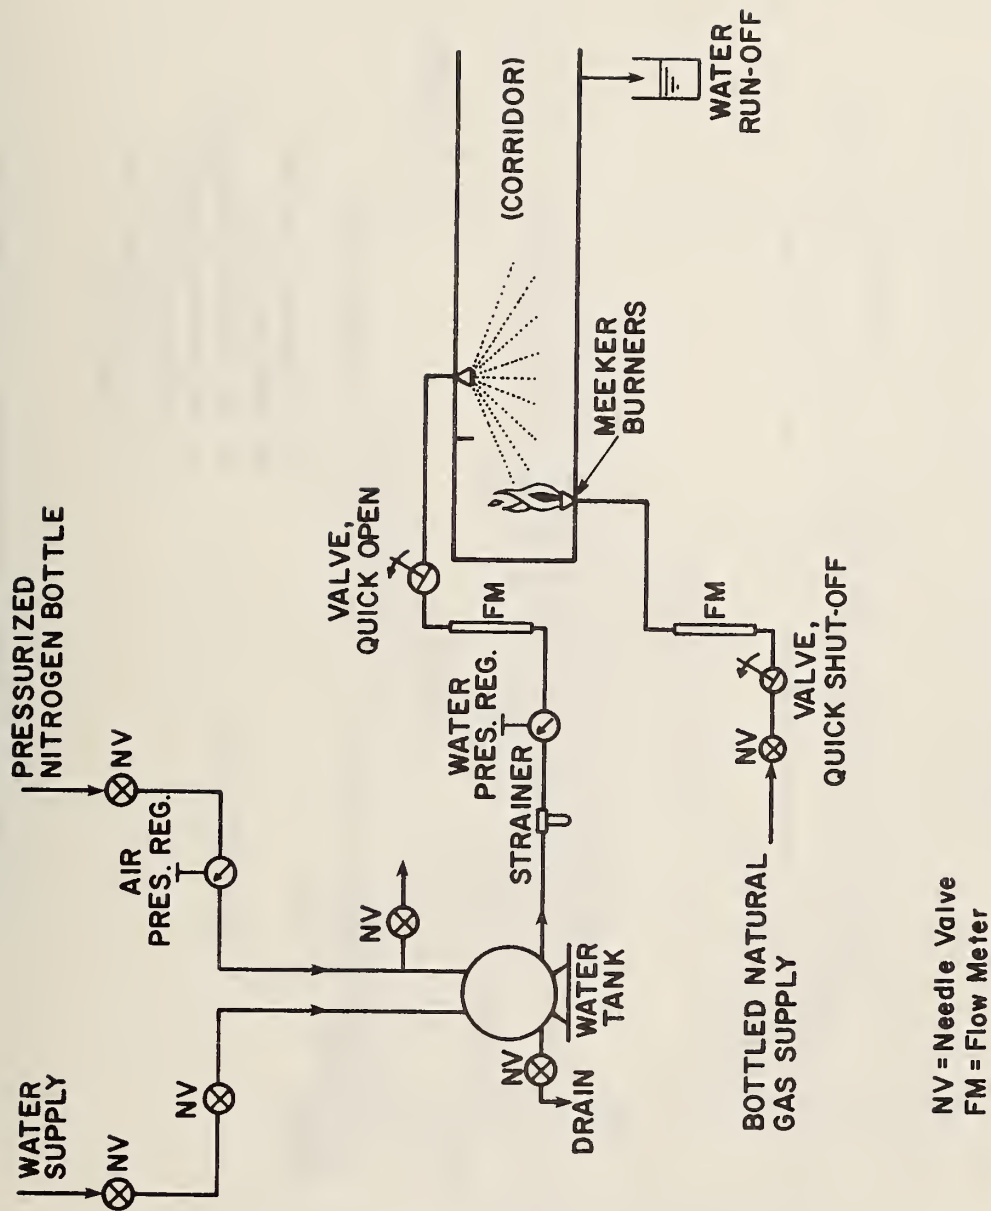 WATER
SUPPLY
NV
NV
PRESSURIZED
NITROGEN BOTTLE
NV
AIR
PRES. REG.
NV
NV
DRAIN
WATER
TANK
STRAINER
WATER
PRES. REG.
FM
VALVE,
QUICK OPEN
(CORRIDOR)
MEEKER
BURNERS
WATER
RUN-OFF
BOTTLED NATURAL
GAS SUPPLY
NV
VALVE,
QUICK SHUT-OFF
FM
NV = Needle Valve
FM = Flow Meter